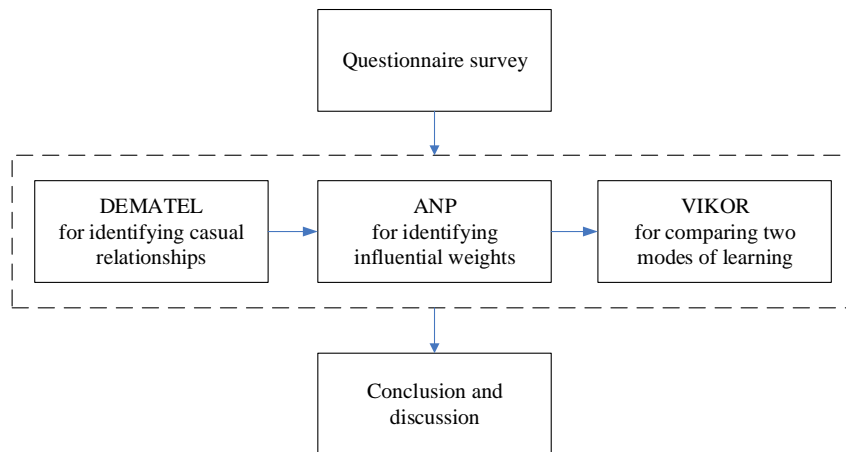 Questionnaire survey
DEMATEL
for identifying casual
relationships
ANP
for identifying
influential weights
VIKOR
for comparing two
modes of learning
Conclusion and
discussion